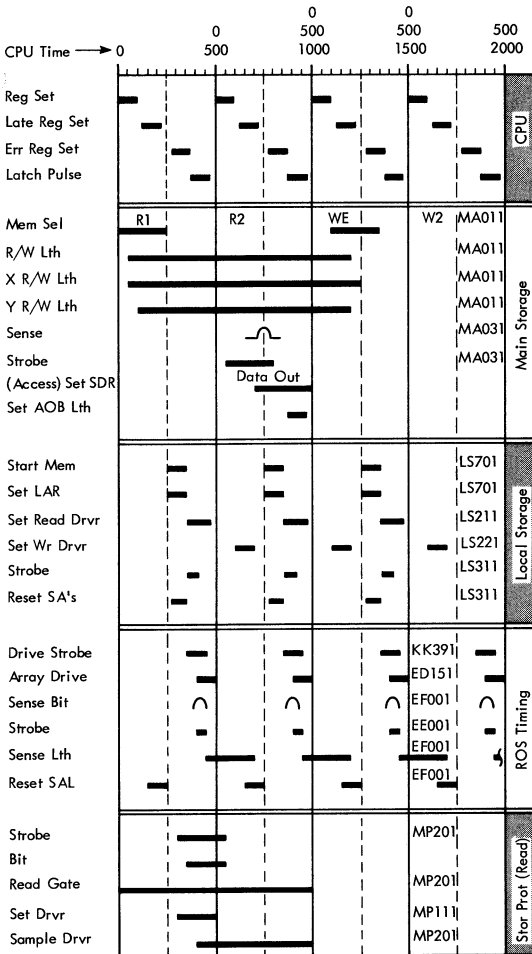 0 0
CPU Time 0 500 500 500 500
0 500 1000 1500 2000
Reg Set
Late Reg Set
Err Reg Set
Latch Pulse
CPU
R1 R2 WE W2 MA011
Mem Sel
R/W Lth MA011
X R/W Lth MA011
Y R/W Lth MA011
Sense MA031
Strobe MA031
(Access) Set SDR Data Out
Set AOB Lth
Main Storage
Start Mem LS701
Set LAR LS701
Set Read Drvr LS211
Set Wr Drvr LS221
Strobe LS311
Reset SA's LS311
Local Storage
Drive Strobe KK391
Array Drive ED151
Sense Bit EF001
Strobe EE001
Sense Lth EF001
Reset SAL EF001
ROS Timing
Strobe MP201
Bit
Read Gate MP201
Set Drvr MP111
Sample Drvr MP201
Stor Prot (Read)